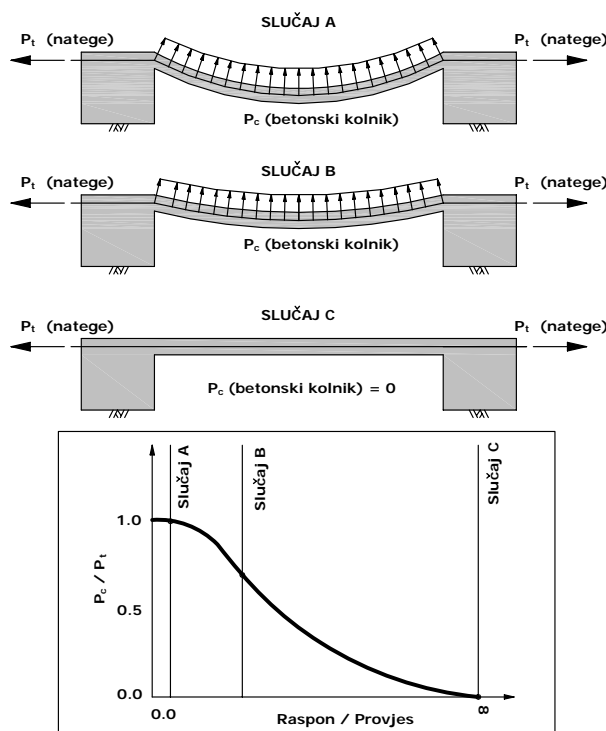 SLUČAJ A
Pt (natege)
Pt (natege)
Pc (betonski kolnik)
SLUČAJ B
Pt (natege)
Pt (natege)
Pc (betonski kolnik)
SLUČAJ C
Pt (natege)
Pt (natege)
Pc (betonski kolnik) = 0
Slučaj A
Slučaj B
Slučaj C
1.0
Pc / Pt
0.5
0.0
0.0
8
Raspon / Provjes